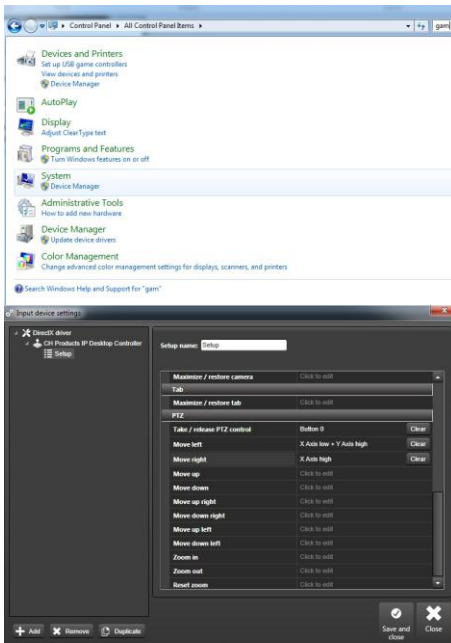 Control Panel ▸ All Control Panel Items ▸
gam
Devices and Printers
Set up USB game controllers
View devices and printers
Device Manager
AutoPlay
Display
Adjust ClearType text
Programs and Features
Turn Windows features on or off
System
Device Manager
Administrative Tools
How to add new hardware
Device Manager
Update device drivers
Color Management
Change advanced color management settings for displays, scanners, and printers
Search Windows Help and Support for "gam"
Input device settings
DirectX driver
CH Products IP Desktop Controller
Setup
Setup name: Setup
Maximize / restore camera Click to edit
Tab
Maximize / restore tab Click to edit
PTZ
Take / release PTZ control Button 0 Clear
Move left X Axis low + Y Axis high Clear
Move right X Axis high Clear
Move up Click to edit
Move down Click to edit
Move up right Click to edit
Move down right Click to edit
Move up left Click to edit
Move down left Click to edit
Zoom in Click to edit
Zoom out Click to edit
Reset zoom Click to edit
Add Remove Duplicate
Save and close
Close